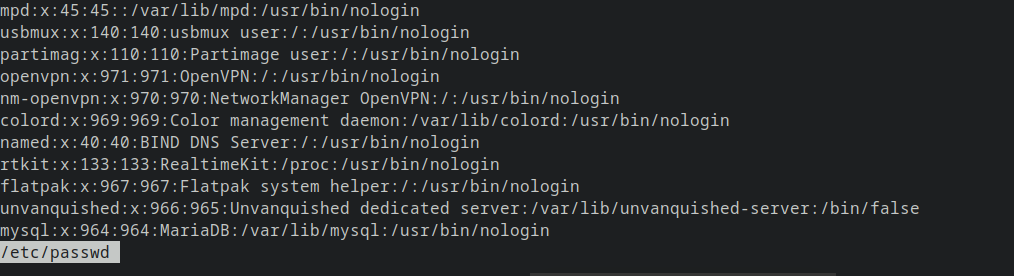 mpd:x:45:45::/var/lib/mpd:/usr/bin/nologin
usbmux:x:140:140:usbmux user:/:/usr/bin/nologin
partimag:x:110:110:Partimage user:/:/usr/bin/nologin
openvpn:x:971:971:OpenVPN:/:/usr/bin/nologin
nm-openvpn:x:970:970:NetworkManager OpenVPN:/:/usr/bin/nologin
colord:x:969:969:Color management daemon:/var/lib/colord:/usr/bin/nologin
named:x:40:40:BIND DNS Server:/:/usr/bin/nologin
rtkit:x:133:133:RealtimeKit:/proc:/usr/bin/nologin
flatpak:x:967:967:Flatpak system helper:/:/usr/bin/nologin
unvanquished:x:966:965:Unvanquished dedicated server:/var/lib/unvanquished-server:/bin/false
mysql:x:964:964:MariaDB:/var/lib/mysql:/usr/bin/nologin
/etc/passwd